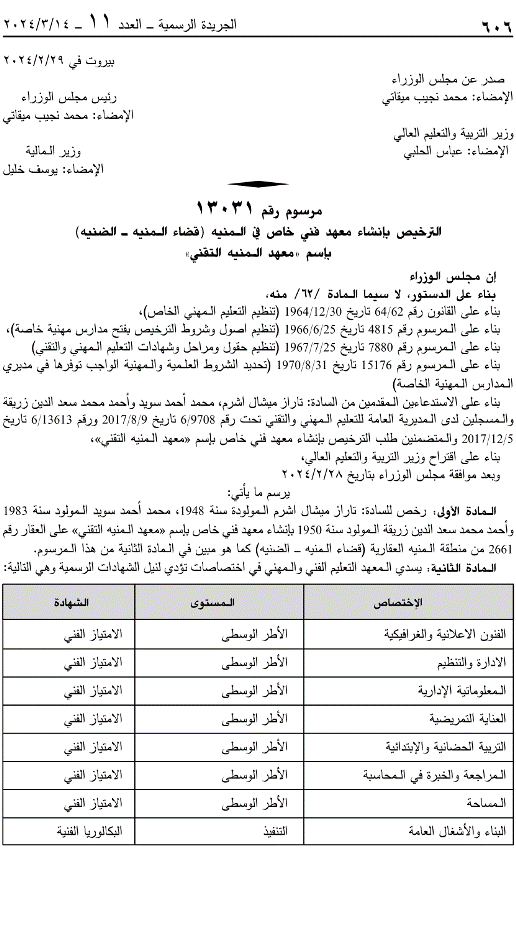 ٦٠٦ الجريدة الرسمية ــ العدد ١١ ــ ٢٠٢٤/٣/١٤
بيروت في ٢٠٢٤/٢/٢٩
صدر عن مجلس الوزراء
رئيس مجلس الوزراء
الإمضاء: محمد نجيب ميقاتي
الإمضاء: محمد نجيب ميقاتي
وزير التربية والتعليم العالي
الإمضاء: عباس الحلبي
وزير المالية
الإمضاء: يوسف خليل
مرسوم رقم ١٣٠٣١
الترخيص بإنشاء معهد فني خاص في المنيه (قضاء المنيه ــ الضنيه)
بإسم «معهد المنيه التقني»
إن مجلس الوزراء
بناء على الدستور، لا سيما المادة /٦٢/ منه،
بناء على القانون رقم 64/62 تاريخ 1964/12/30 (تنظيم التعليم المهني الخاص)،
بناء على المرسوم رقم 4815 تاريخ 1966/6/25 (تنظيم اصول وشروط الترخيص بفتح مدارس مهنية خاصة)،
بناء على المرسوم رقم 7880 تاريخ 1967/7/25 (تنظيم حقول ومراحل وشهادات التعليم المهني والتقني)
بناء على المرسوم رقم 15176 تاريخ 1970/8/31 (تحديد الشروط العلمية والمهنية الواجب توفرها في مديري
المدارس المهنية الخاصة)
بناء على الاستدعاءين المقدمين من السادة: تاراز ميشال اشرم، محمد أحمد سويد وأحمد محمد سعد الدين زريقة
والمسجلين لدى المديرية العامة للتعليم المهني والتقني تحت رقم 6/9708 تاريخ 2017/8/9 ورقم 6/13613 تاريخ
2017/12/5 والمتضمنين طلب الترخيص بإنشاء معهد فني خاص بإسم «معهد المنيه التقني»،
بناء على اقتراح وزير التربية والتعليم العالي،
وبعد موافقة مجلس الوزراء بتاريخ ٢٠٢٤/٢/٢٨
يرسم ما يأتي:
المادة الأولى: رخص للسادة: تاراز ميشال اشرم المولودة سنة 1948، محمد أحمد سويد المولود سنة 1983
وأحمد محمد سعد الدين زريقة المولود سنة 1950 بإنشاء معهد فني خاص بإسم «معهد المنيه التقني» على العقار رقم
2661 من منطقة المنيه العقارية (قضاء المنيه ــ الضنيه) كما هو مبين في المادة الثانية من هذا المرسوم.
المادة الثانية: يسدي المعهد التعليم الفني والمهني في اختصاصات تؤدي لنيل الشهادات الرسمية وهي التالية:
الإختصاص المستوى الشهادة
الفنون الاعلانية والغرافيكية الأطر الوسطى الامتياز الفني
الادارة والتنظيم الأطر الوسطى الامتياز الفني
المعلوماتية الإدارية الأطر الوسطى الامتياز الفني
العناية التمريضية الأطر الوسطى الامتياز الفني
التربية الحضانية والإبتدائية الأطر الوسطى الامتياز الفني
المراجعة والخبرة في المحاسبة الأطر الوسطى الامتياز الفني
المساحة الأطر الوسطى الامتياز الفني
البناء والأشغال العامة التنفيذ البكالوريا الفنية